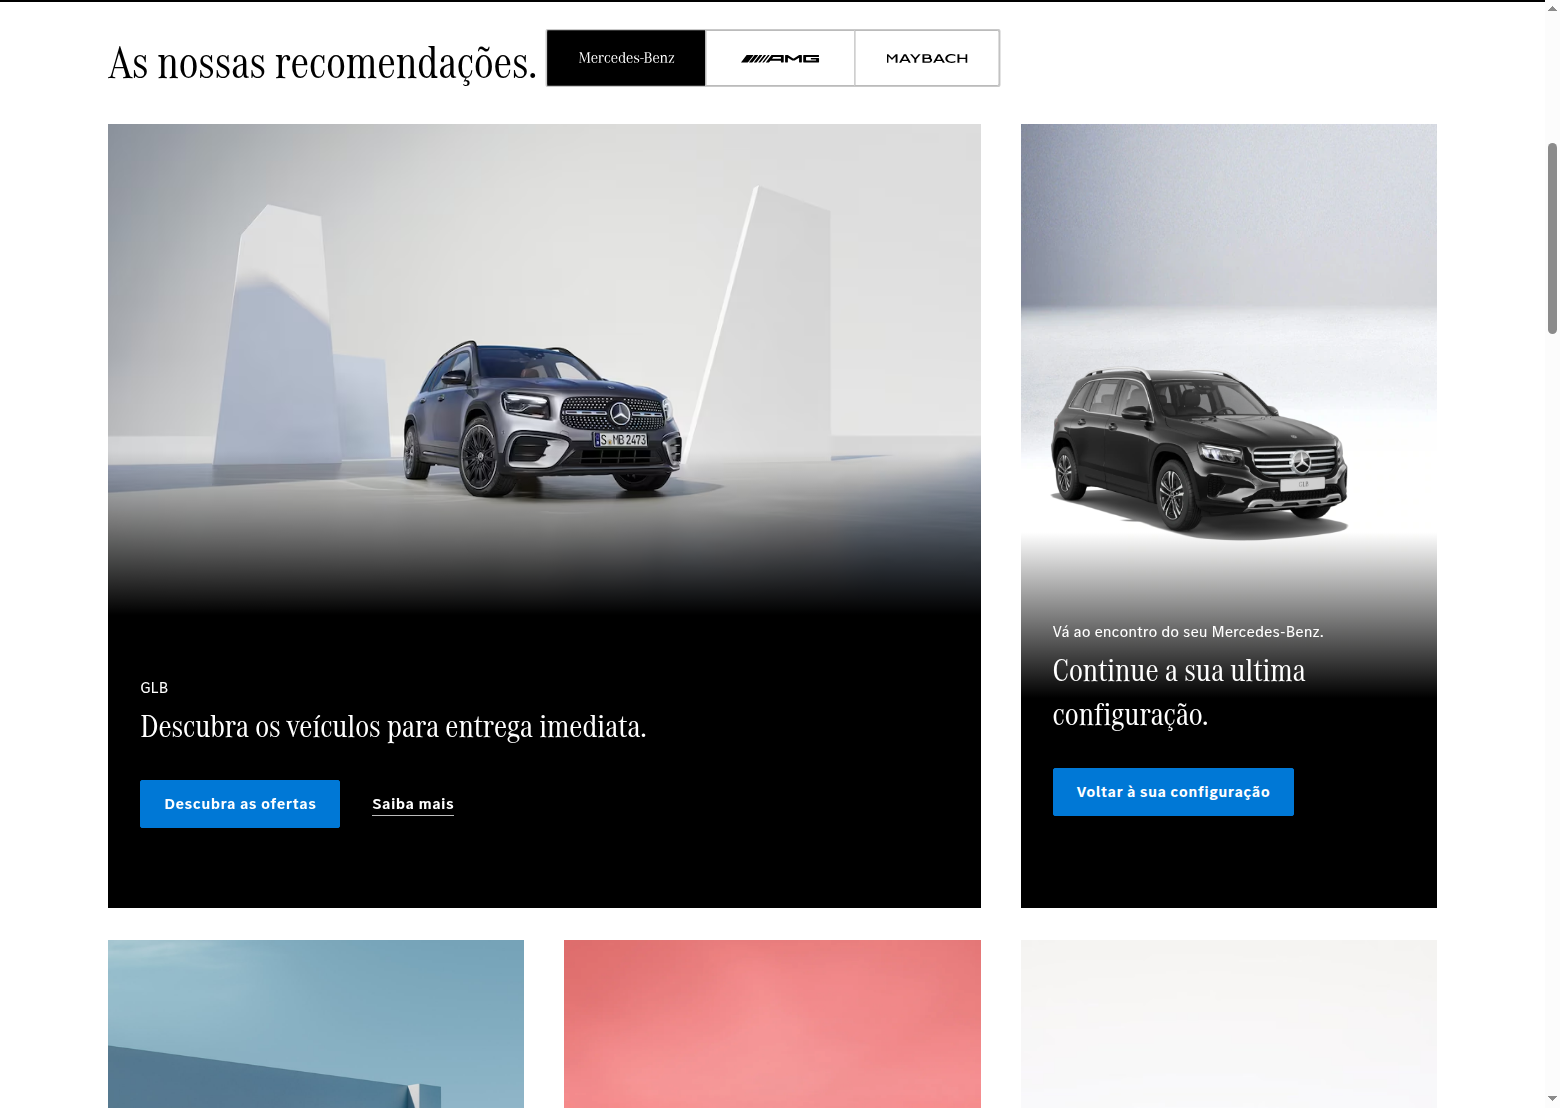 As nossas recomendações.
Mercedes-Benz
AMG
MAYBACH
S MB 2473
GLB
GLB
Descubra os veículos para entrega imediata.
Descubra as ofertas
Saiba mais
Vá ao encontro do seu Mercedes-Benz.
Continue a sua ultima
configuração.
Voltar à sua configuração